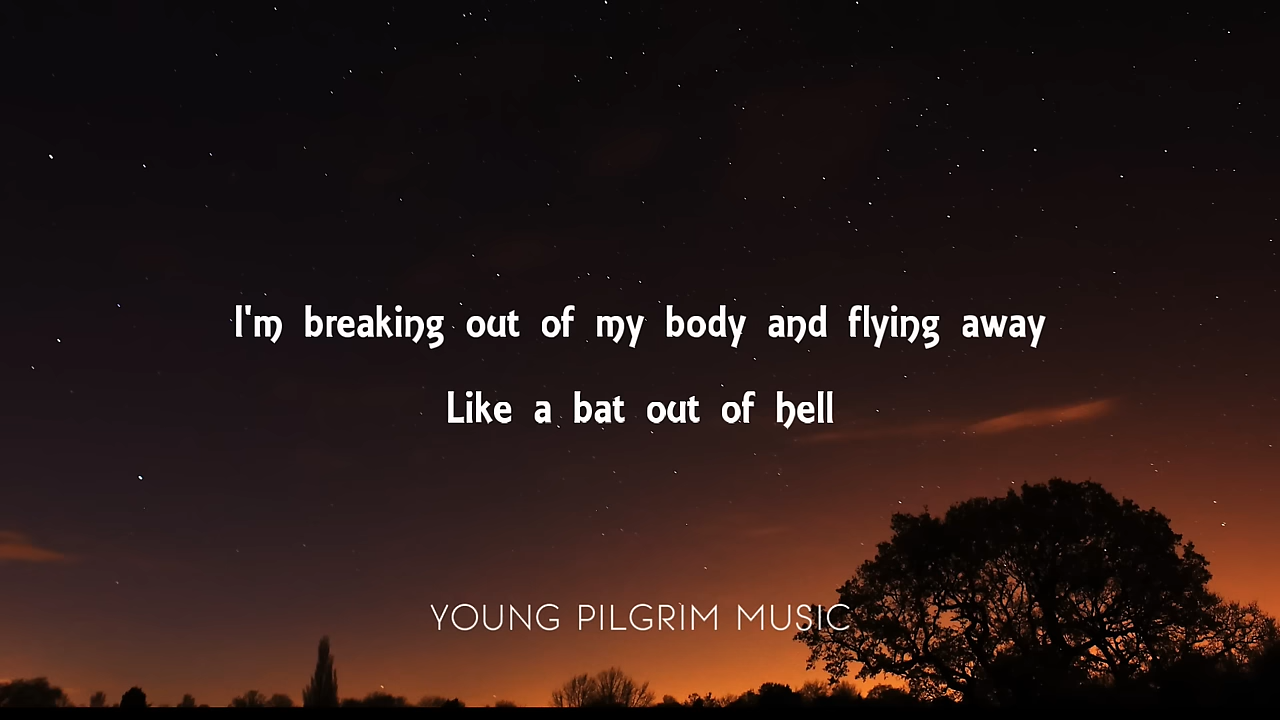 I'm breaking out of my body and flying away
Like a bat out of hell
YOUNG PILGRIM MUSIC